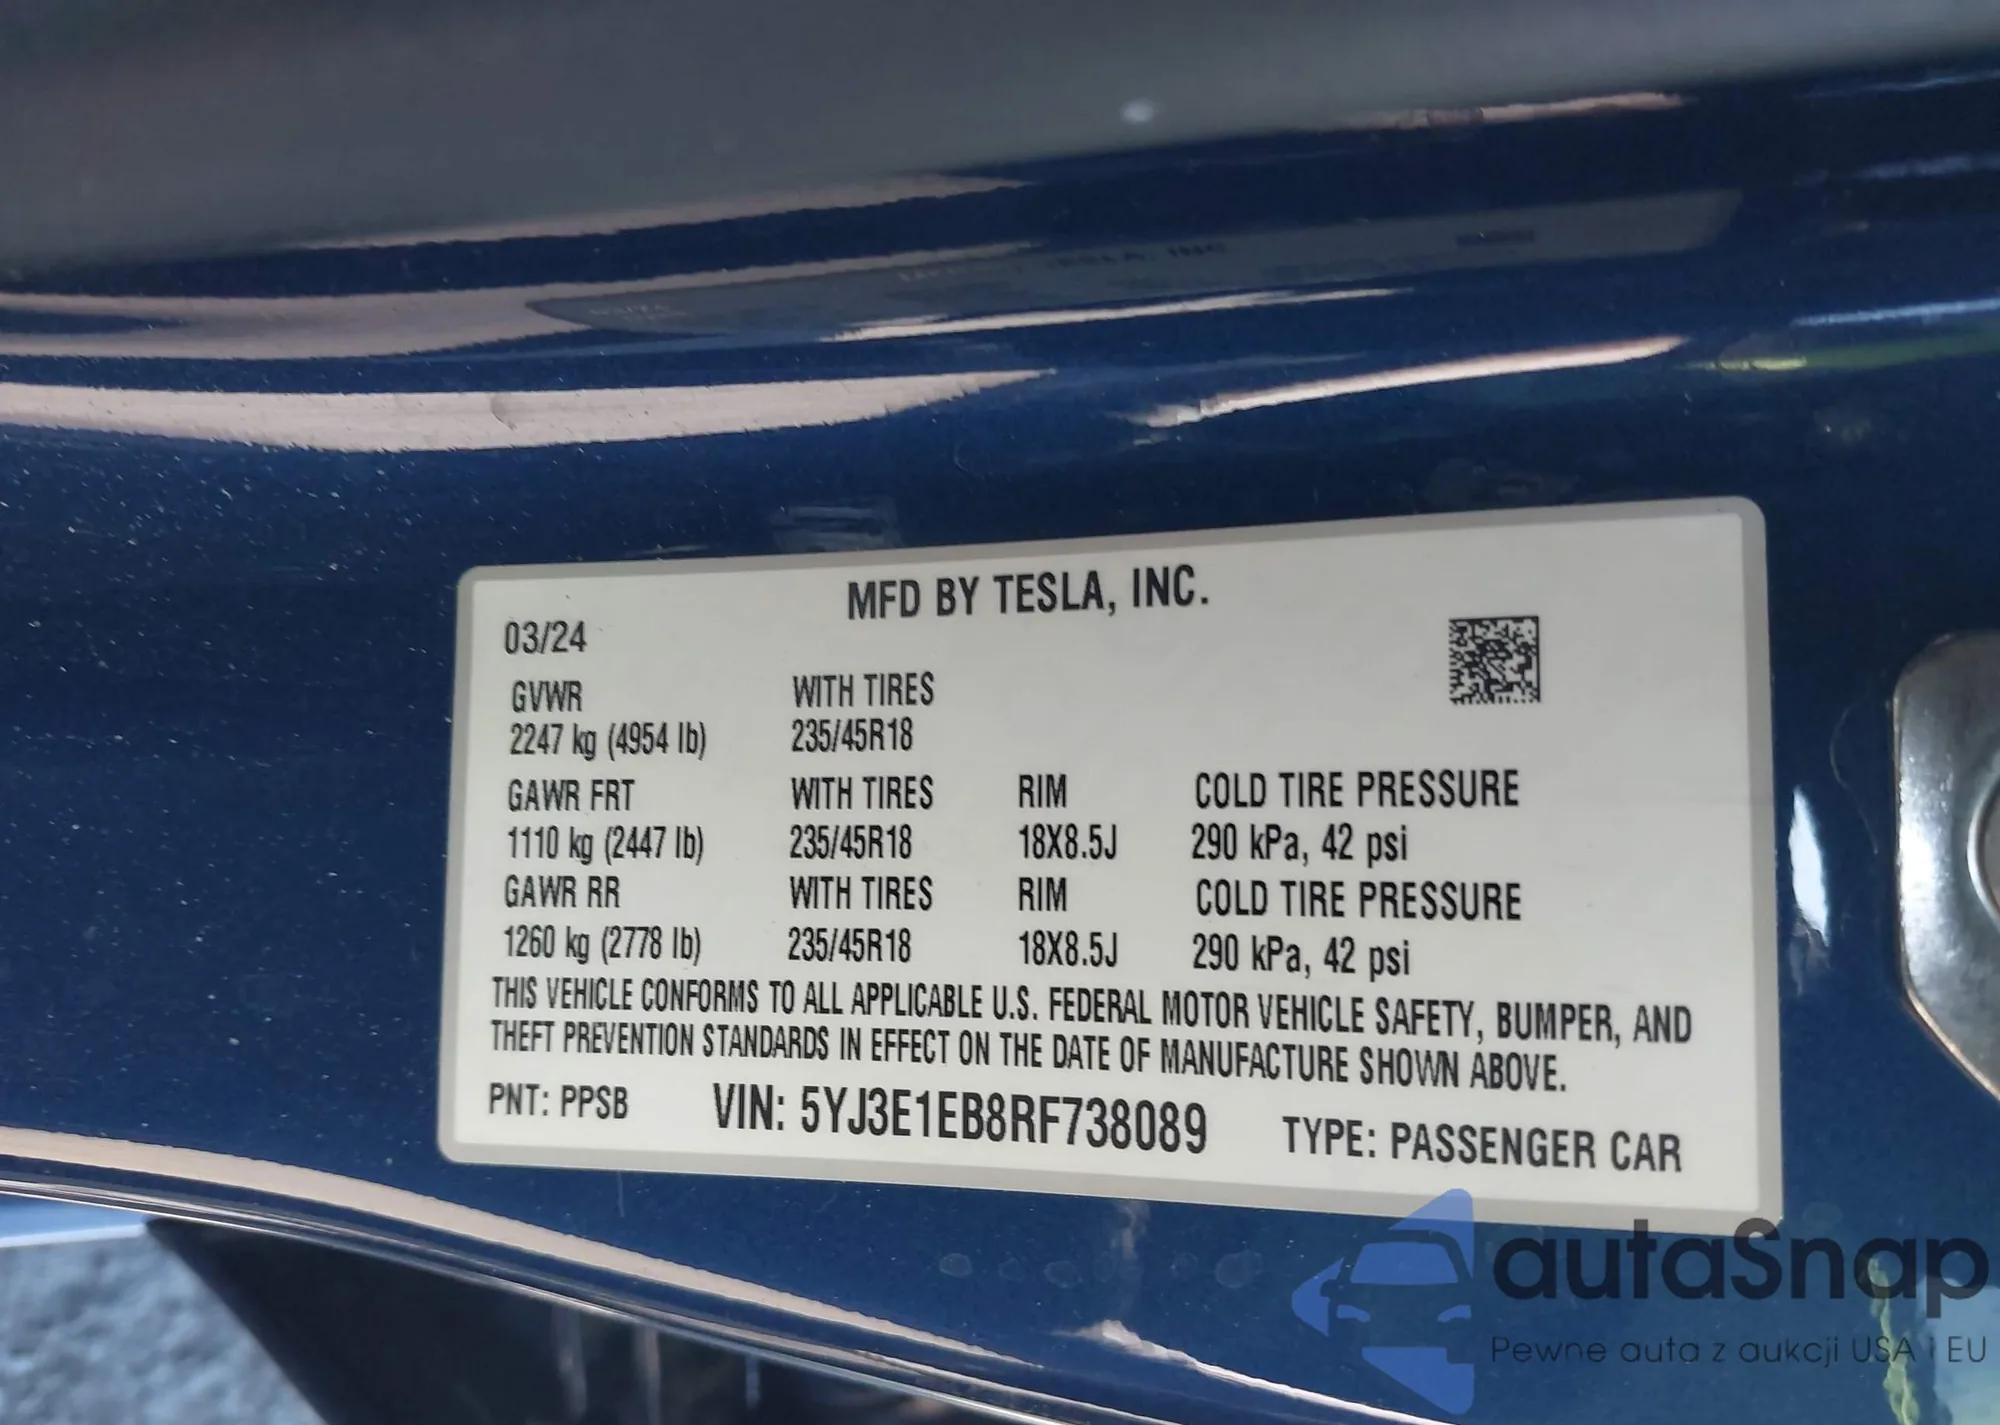 MFD BY TESLA, INC.
03/24
GVWR WITH TIRES
2247 kg (4954 lb) 235/45R18
GAWR FRT WITH TIRES RIM COLD TIRE PRESSURE
1110 kg (2447 lb) 235/45R18 18X8.5J 290 kPa, 42 psi
GAWR RR WITH TIRES RIM COLD TIRE PRESSURE
1260 kg (2778 lb) 235/45R18 18X8.5J 290 kPa, 42 psi
THIS VEHICLE CONFORMS TO ALL APPLICABLE U.S. FEDERAL MOTOR VEHICLE SAFETY, BUMPER, AND
THEFT PREVENTION STANDARDS IN EFFECT ON THE DATE OF MANUFACTURE SHOWN ABOVE.
PNT: PPSB VIN: 5YJ3E1EB8RF738089 TYPE: PASSENGER CAR
autaSnap
Pewne auta z aukcji USA i EU